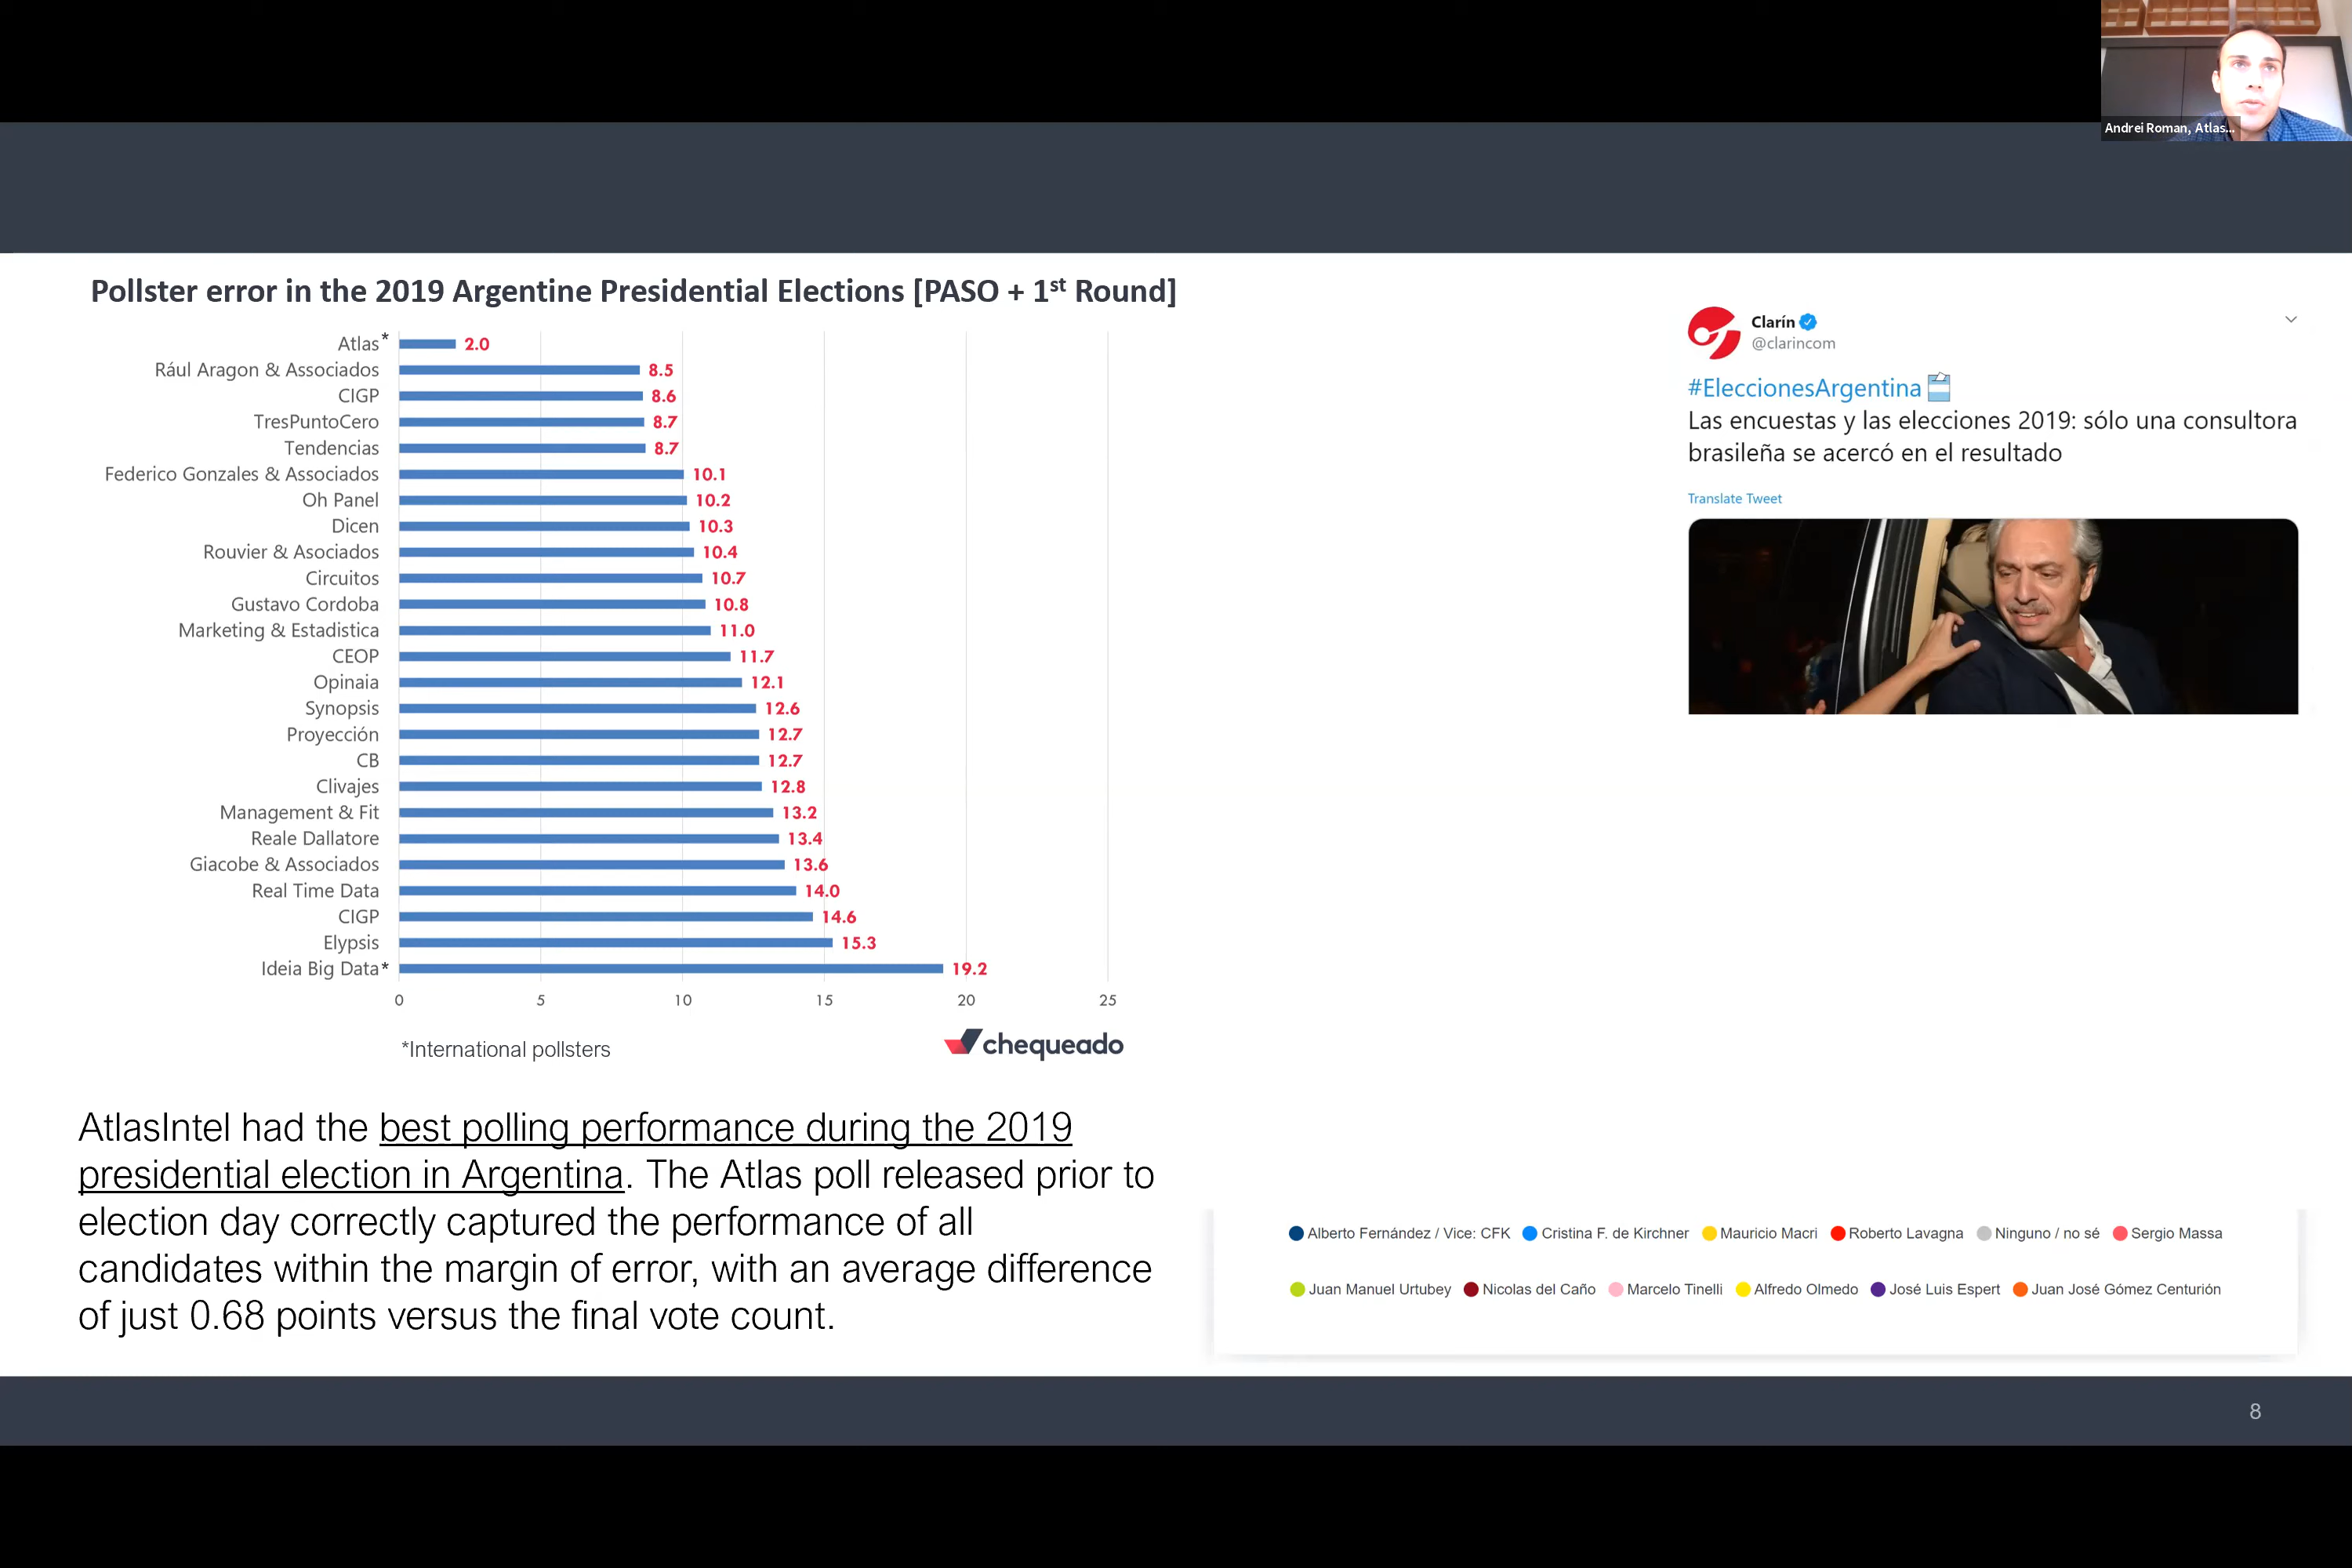 Andrei Roman, Atlas...
Pollster error in the 2019 Argentine Presidential Elections [PASO + 1st Round]
Atlas* 2.0
Rául Aragon & Associados 8.5
CIGP 8.6
TresPuntoCero 8.7
Tendencias 8.7
Federico Gonzales & Associados 10.1
Oh Panel 10.2
Dicen 10.3
Rouvier & Asociados 10.4
Circuitos 10.7
Gustavo Cordoba 10.8
Marketing & Estadistica 11.0
CEOP 11.7
Opinaia 12.1
Synopsis 12.6
Proyección 12.7
CB 12.7
Clivajes 12.8
Management & Fit 13.2
Reale Dallatore 13.4
Giacobe & Associados 13.6
Real Time Data 14.0
CIGP 14.6
Elypsis 15.3
Ideia Big Data* 19.2
0 5 10 15 20 25
*International pollsters
chequeado
AtlasIntel had the best polling performance during the 2019
presidential election in Argentina. The Atlas poll released prior to
election day correctly captured the performance of all
candidates within the margin of error, with an average difference
of just 0.68 points versus the final vote count.
Clarín
@clarincom
#EleccionesArgentina
Las encuestas y las elecciones 2019: sólo una consultora
brasileña se acercó en el resultado
Translate Tweet
Alberto Fernández / Vice: CFK Cristina F. de Kirchner Mauricio Macri Roberto Lavagna Ninguno / no sé Sergio Massa
Juan Manuel Urtubey Nicolas del Caño Marcelo Tinelli Alfredo Olmedo José Luis Espert Juan José Gómez Centurión
8